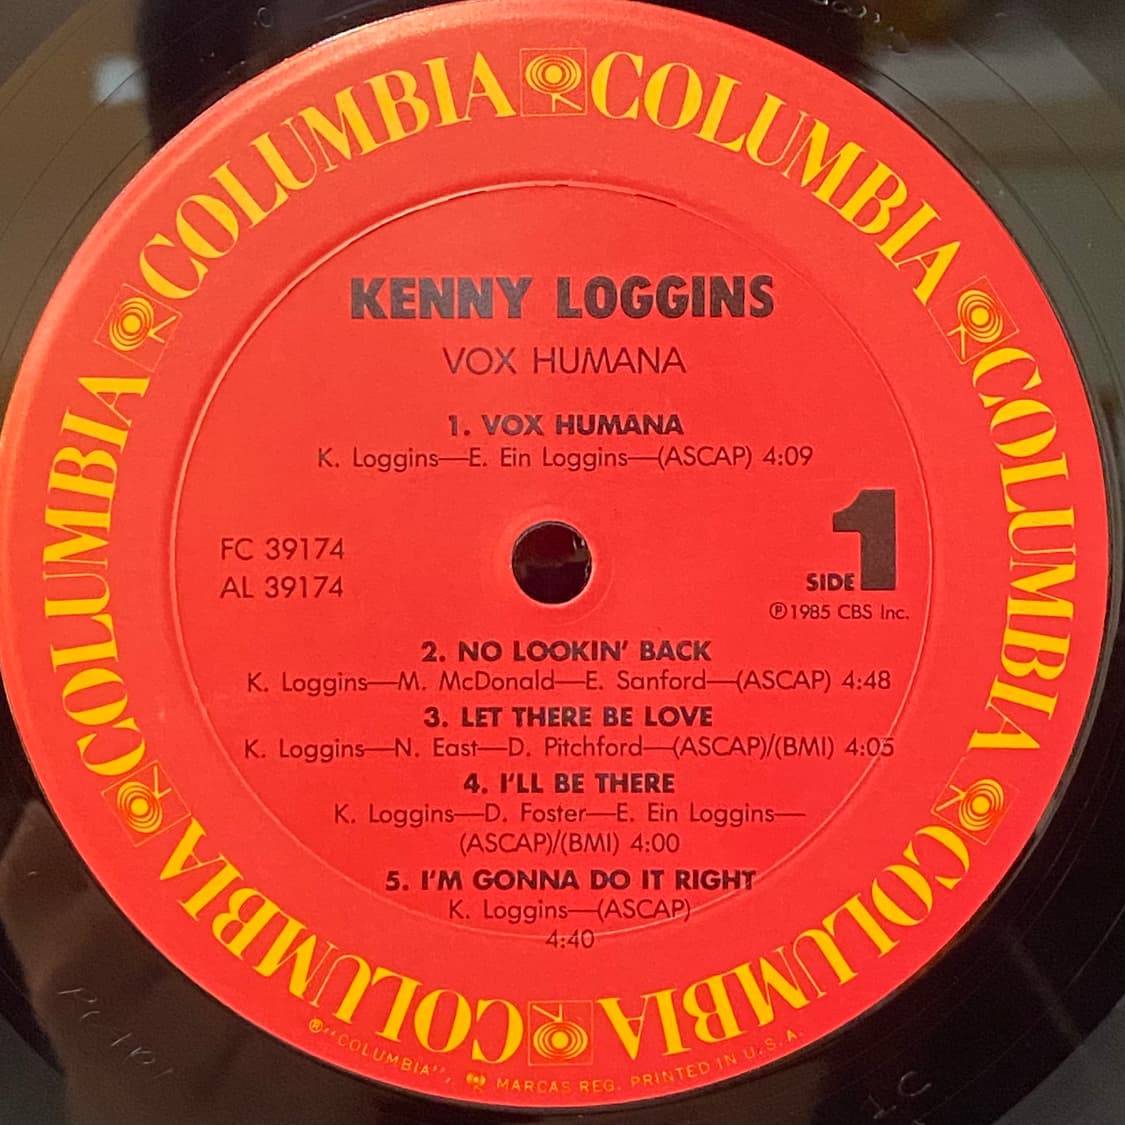 COLUMBIA COLUMBIA COLUMBIA COLUMBIA COLUMBIA COLUMBIA
KENNY LOGGINS
VOX HUMANA
1. VOX HUMANA
K. Loggins—E. Ein Loggins—(ASCAP) 4:09
FC 39174
AL 39174
SIDE 1
℗1985 CBS Inc.
2. NO LOOKIN' BACK
K. Loggins—M. McDonald—E. Sanford—(ASCAP) 4:48
3. LET THERE BE LOVE
K. Loggins—N. East—D. Pitchford—(ASCAP)/(BMI) 4:05
4. I'LL BE THERE
K. Loggins—D. Foster—E. Ein Loggins—
(ASCAP)/(BMI) 4:00
5. I'M GONNA DO IT RIGHT
K. Loggins—(ASCAP)
4:40
®"COLUMBIA", MARCAS REG. PRINTED IN U.S.A.
1C